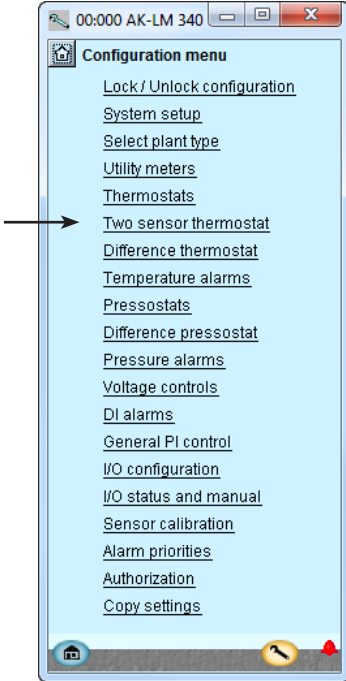 00:000 AK-LM 340
Configuration menu
Lock / Unlock configuration
System setup
Select plant type
Utility meters
Thermostats
Two sensor thermostat
Difference thermostat
Temperature alarms
Pressostats
Difference pressostat
Pressure alarms
Voltage controls
DI alarms
General PI control
I/O configuration
I/O status and manual
Sensor calibration
Alarm priorities
Authorization
Copy settings